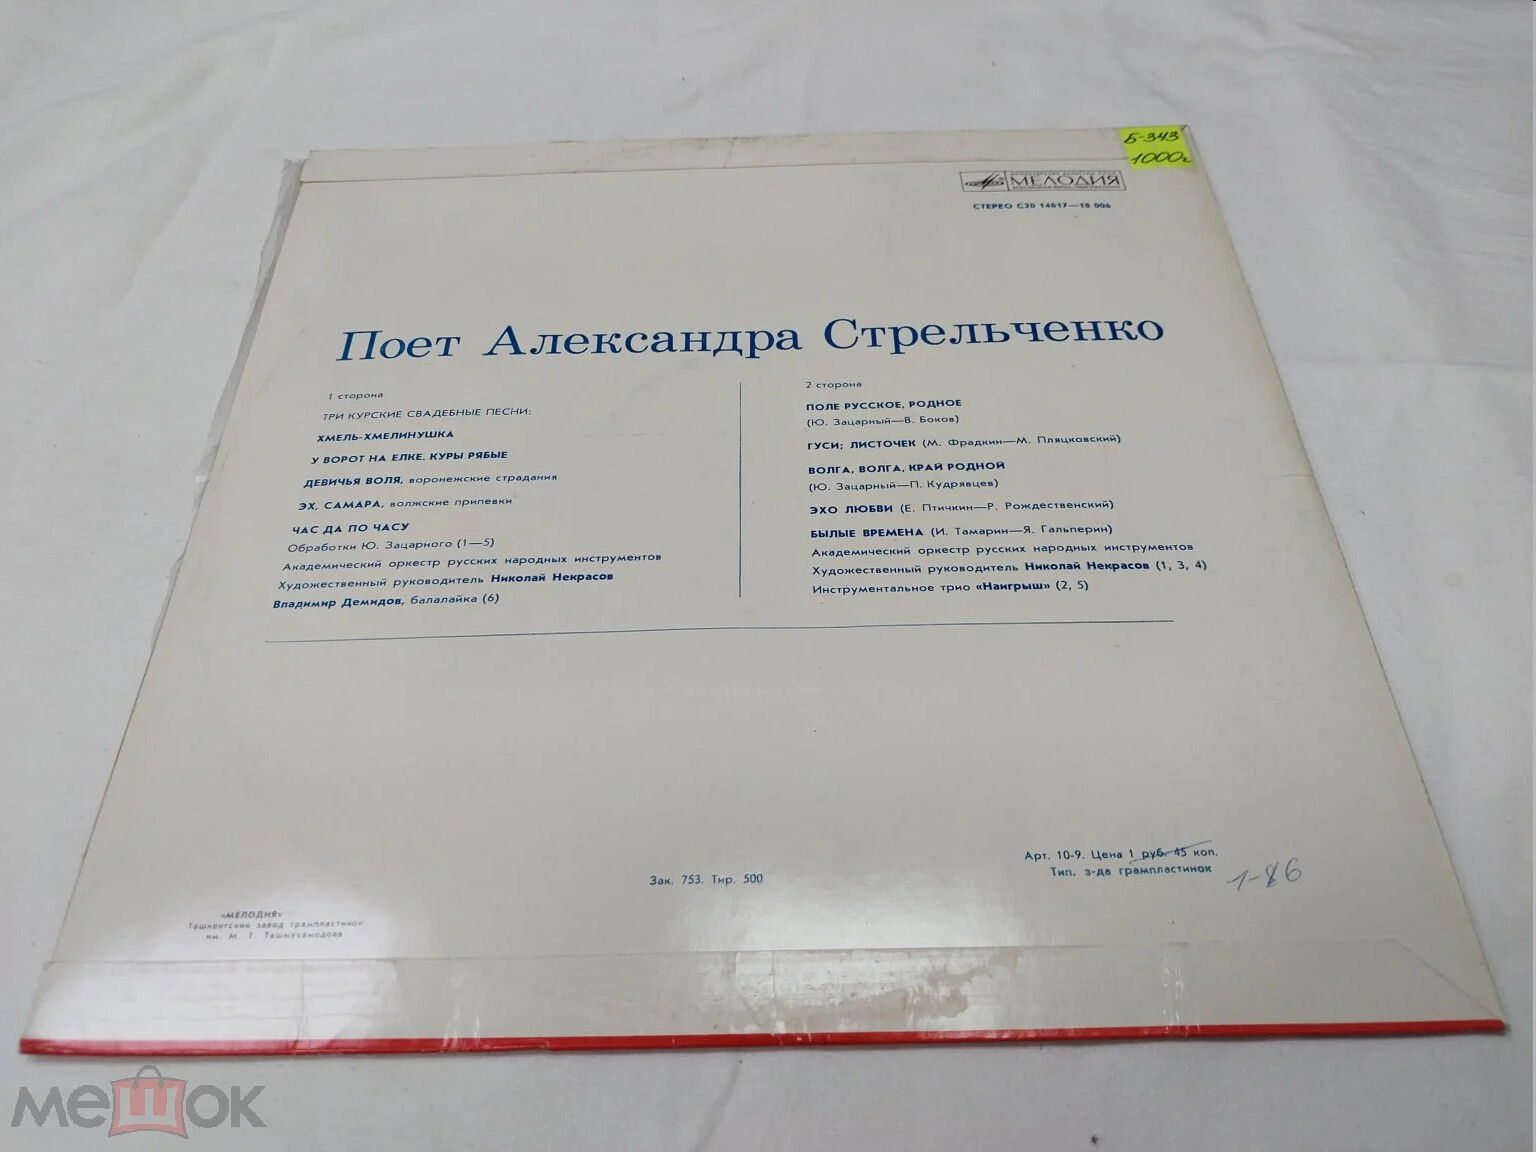 Б-343
1000г
МЕЛОДИЯ
СТЕРЕО С20 14617—18 006
Поет Александра Стрельченко
1 сторона
ТРИ КУРСКИЕ СВАДЕБНЫЕ ПЕСНИ:
ХМЕЛЬ-ХМЕЛИНУШКА
У ВОРОТ НА ЕЛКЕ. КУРЫ РЯБЫЕ
ДЕВИЧЬЯ ВОЛЯ, воронежские страдания
ЭХ, САМАРА, волжские припевки
ЧАС ДА ПО ЧАСУ
Обработки Ю. Зацарного (1—5)
Академический оркестр русских народных инструментов
Художественный руководитель Николай Некрасов
Владимир Демидов, балалайка (6)
2 сторона
ПОЛЕ РУССКОЕ, РОДНОЕ
(Ю. Зацарный—В. Боков)
ГУСИ; ЛИСТОЧЕК (М. Фрадкин—М. Пляцковский)
ВОЛГА, ВОЛГА, КРАЙ РОДНОЙ
(Ю. Зацарный—П. Кудрявцев)
ЭХО ЛЮБВИ (Е. Птичкин—Р. Рождественский)
БЫЛЫЕ ВРЕМЕНА (И. Тамарин—Я. Гальперин)
Академический оркестр русских народных инструментов
Художественный руководитель Николай Некрасов (1, 3, 4)
Инструментальное трио «Наигрыш» (2, 5)
Арт. 10-9. Цена 1 руб. 45 коп.
Тип. з-да грампластинок
1-86
Зак. 753. Тир. 500
«МЕЛОДИЯ»
Ташкентский завод грампластинок
им. М. Т. Ташмухамедова
мешок